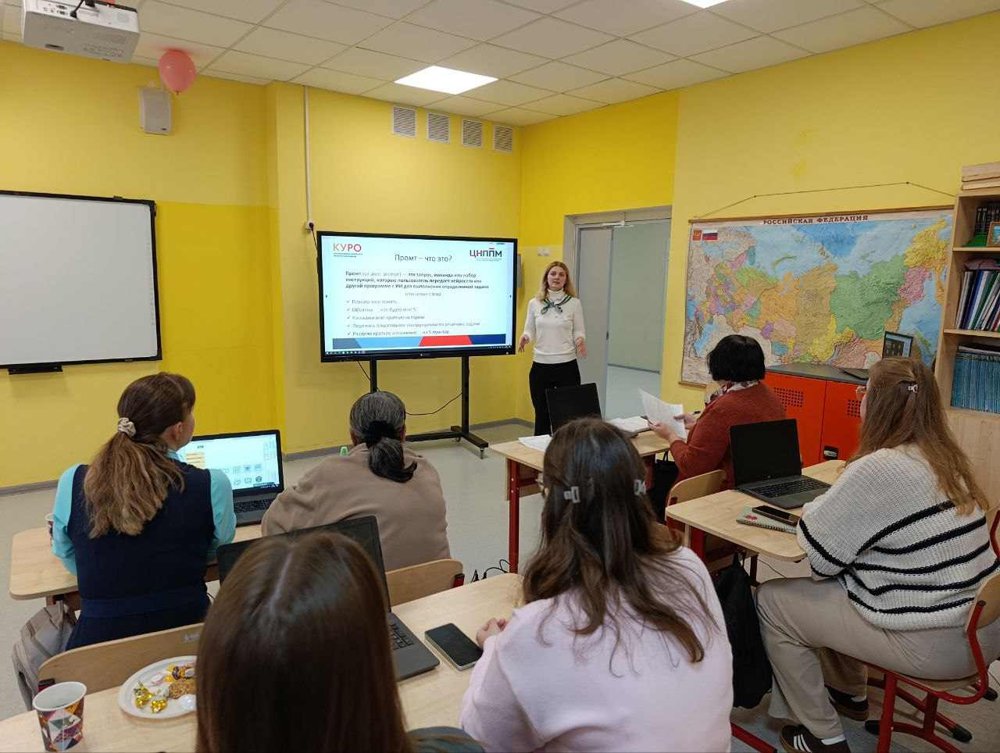 КУРО
ЦНППМ
Промт – что это?
Промт (от англ. prompt) — это запрос, команда или набор
инструкций, которые пользователь передает нейросети или
другой программе с ИИ для выполнения определенной задачи.
Ключевые слова
✓ Помоги мне понять...
✓ Объясни ..., как будто мне 5...
✓ Расскажи мне краткую историю
✓ Поделись пошаговыми инструкциями по решению задачи ...
✓ Раздели краткое изложение ... на 5 пунктов
РОССИЙСКАЯ ФЕДЕРАЦИЯ